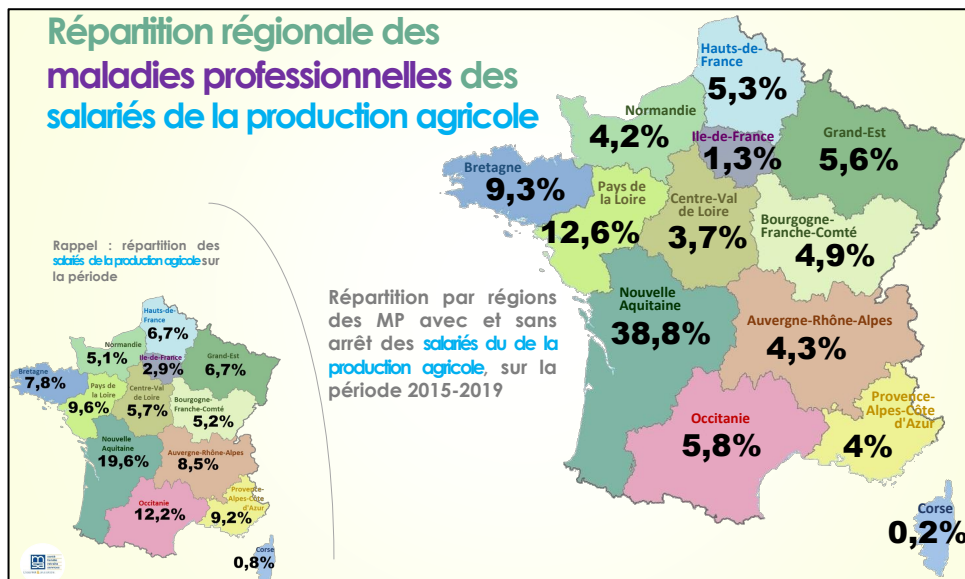 Répartition régionale des
maladies professionnelles des
salariés de la production agricole
Hauts-de-
France
5,3%
Normandie
4,2%
Ile-de-France
1,3%
Grand-Est
5,6%
Bretagne
9,3%
Pays de
la Loire
12,6%
Centre-Val
de Loire
3,7%
Bourgogne-
Franche-Comté
4,9%
Nouvelle
Aquitaine
38,8%
Auvergne-Rhône-Alpes
4,3%
Occitanie
5,8%
Provence-
Alpes-Côte
d'Azur
4%
Corse
0,2%
Répartition par régions
des MP avec et sans
arrêt des salariés du de la
production agricole, sur la
période 2015-2019
Rappel : répartition des
salariés de la production agricole sur
la période
Hauts-de-
France
6,7%
Normandie
5,1%
Ile-de-France
2,9%
Grand-Est
6,7%
Bretagne
7,8%
Pays de
la Loire
9,6%
Centre-Val
de Loire
5,7%
Bourgogne-
Franche-Comté
5,2%
Nouvelle
Aquitaine
19,6%
Auvergne-Rhône-Alpes
8,5%
Occitanie
12,2%
Provence-
Alpes-Côte
d'Azur
9,2%
Corse
0,8%